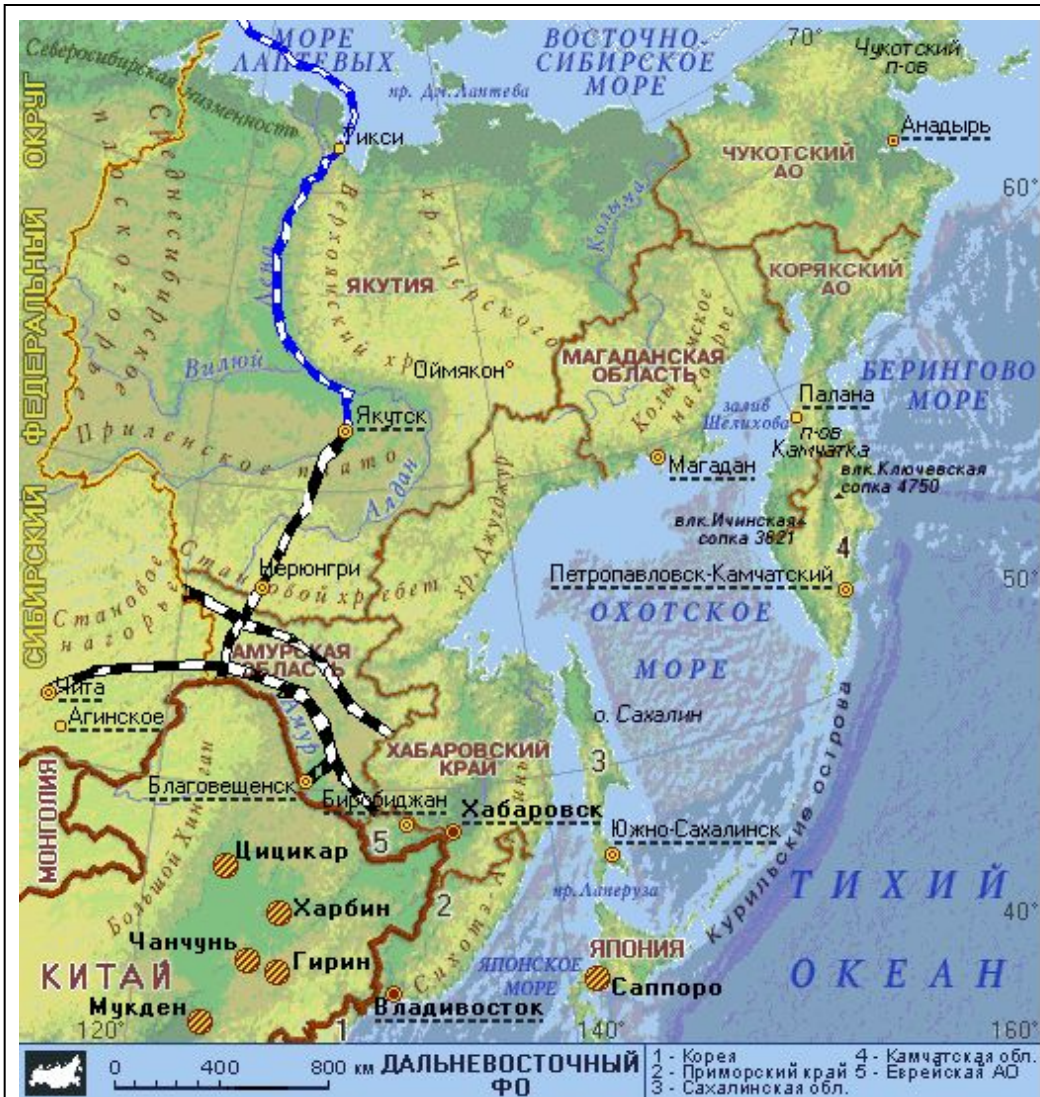 МОРЕ
ЛАПТЕВЫХ
ВОСТОЧНО-
СИБИРСКОЕ
МОРЕ
70°
Чукотский
п-ов
Северосибирская низменность
пр. Дм. Лаптева
Тикси
Анадырь
ЧУКОТСКИЙ
АО
60°
СИБИРСКИЙ ФЕДЕРАЛЬНЫЙ ОКРУГ
Среднесибирское
плоскогорье
Лена
Верхоянский хр.
хр. Черского
Колыма
КОРЯКСКИЙ
АО
ЯКУТИЯ
МАГАДАНСКАЯ
ОБЛАСТЬ
Колымское
нагорье
Вилюй
Оймякон
БЕРИНГОВО
МОРЕ
Палана
залив
Шелихова
п-ов
Камчатка
Якутск
Приленское плато
Алдан
Магадан
влк.Ключевская
сопка 4750
хр. Джугджур
влк.Ичинская
сопка 3821
4
Нерюнгри
Становой хребет
Становое
нагорье
Петропавловск-Камчатский
50°
ОХОТСКОЕ
МОРЕ
АМУРСКАЯ
ОБЛАСТЬ
Чита
Агинское
Амур
о. Сахалин
ХАБАРОВСКИЙ
КРАЙ
3
МОНГОЛИЯ
Большой Хинган
Благовещенск
Биробиджан
Хабаровск
5
Южно-Сахалинск
Курильские острова
Цицикар
пр. Лаперуза
ТИХИЙ
ОКЕАН
Харбин
2
40°
Чанчунь
Гирин
КИТАЙ
ЯПОНСКОЕ
МОРЕ
ЯПОНИЯ
Саппоро
Мукден
Владивосток
120°
1
140°
160°
0 400 800 км
ДАЛЬНЕВОСТОЧНЫЙ
ФО
1 - Корея
2 - Приморский край
3 - Сахалинская обл.
4 - Камчатская обл.
5 - Еврейская АО